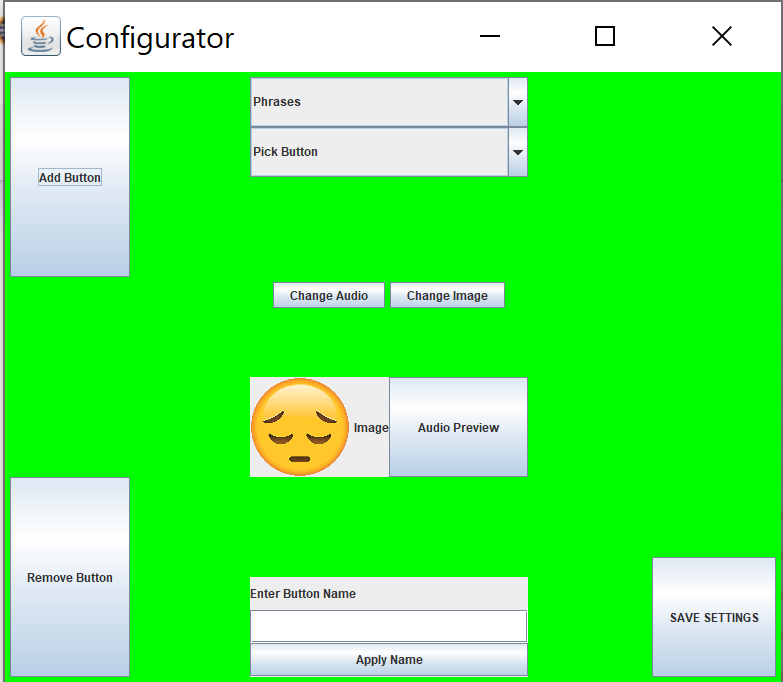 Configurator
Phrases
Pick Button
Add Button
Change Audio
Change Image
Image
Audio Preview
Remove Button
Enter Button Name
SAVE SETTINGS
Apply Name